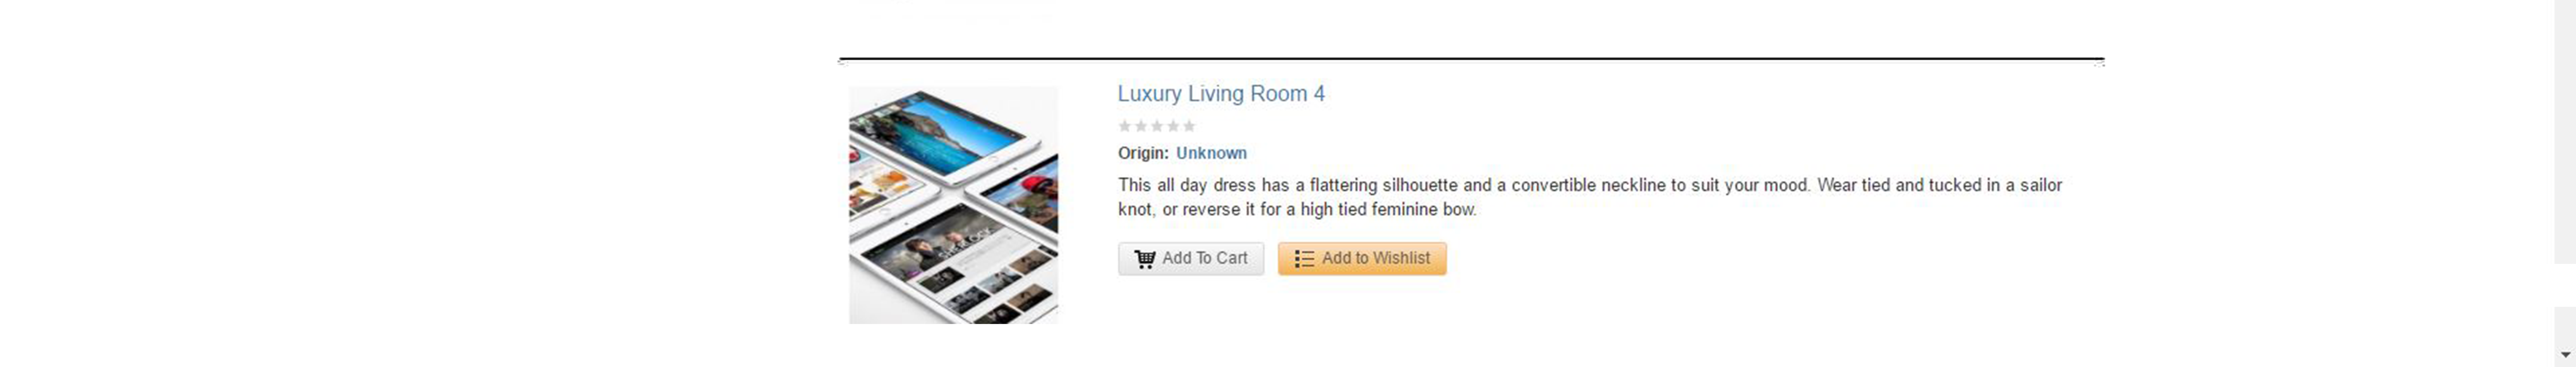 Luxury Living Room 4
Origin: Unknown
This all day dress has a flattering silhouette and a convertible neckline to suit your mood. Wear tied and tucked in a sailor
knot, or reverse it for a high tied feminine bow.
Add To Cart
Add to Wishlist